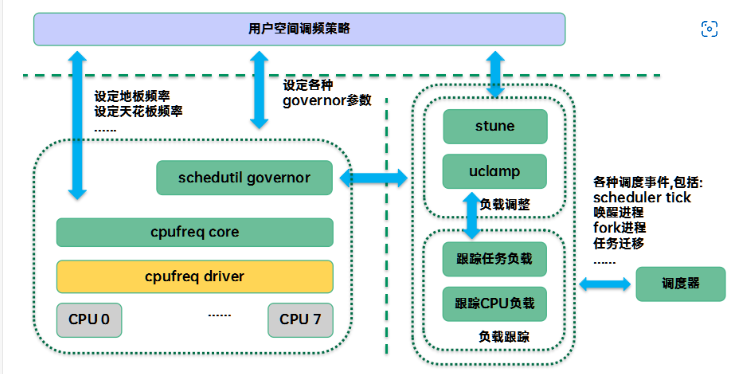 用户空间调频策略
设定地板频率
设定天花板频率
......
设定各种
governor参数
schedutil governor
cpufreq core
cpufreq driver
CPU 0
......
CPU 7
stune
uclamp
负载调整
跟踪任务负载
跟踪CPU负载
负载跟踪
各种调度事件,包括:
scheduler tick
唤醒进程
fork进程
任务迁移
......
调度器